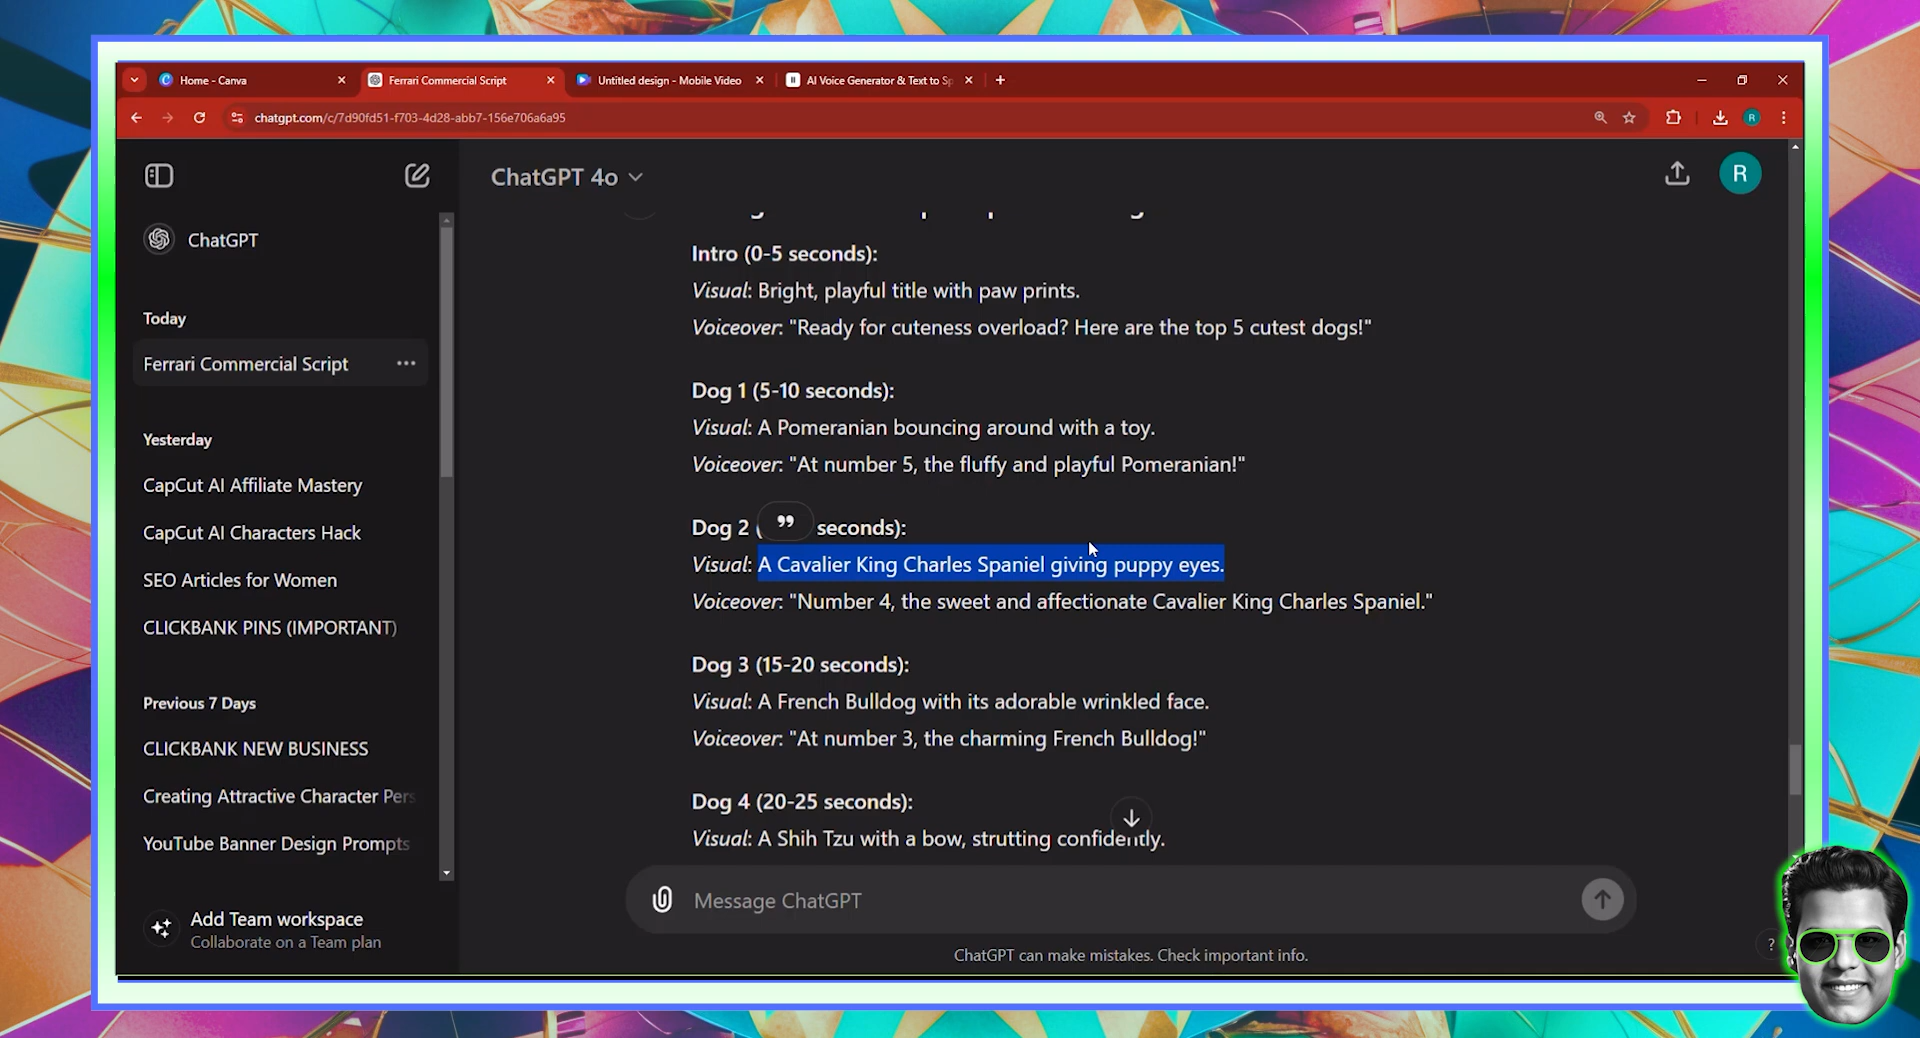 Home - Canva
Ferrari Commercial Script
Untitled design - Mobile Video
AI Voice Generator & Text to Sp
chatgpt.com/c/7d90fd51-f703-4d28-abb7-156e706a6a95
R
ChatGPT 4o
R
ChatGPT
Today
Ferrari Commercial Script
Yesterday
CapCut AI Affiliate Mastery
CapCut AI Characters Hack
SEO Articles for Women
CLICKBANK PINS (IMPORTANT)
Previous 7 Days
CLICKBANK NEW BUSINESS
Creating Attractive Character Pers
YouTube Banner Design Prompts
Add Team workspace
Collaborate on a Team plan
Intro (0-5 seconds):
Visual: Bright, playful title with paw prints.
Voiceover: "Ready for cuteness overload? Here are the top 5 cutest dogs!"
Dog 1 (5-10 seconds):
Visual: A Pomeranian bouncing around with a toy.
Voiceover: "At number 5, the fluffy and playful Pomeranian!"
Dog 2 ( seconds):
Visual: A Cavalier King Charles Spaniel giving puppy eyes.
Voiceover: "Number 4, the sweet and affectionate Cavalier King Charles Spaniel."
Dog 3 (15-20 seconds):
Visual: A French Bulldog with its adorable wrinkled face.
Voiceover: "At number 3, the charming French Bulldog!"
Dog 4 (20-25 seconds):
Visual: A Shih Tzu with a bow, strutting confidently.
Message ChatGPT
ChatGPT can make mistakes. Check important info.
?